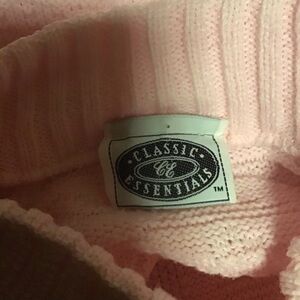 • CLASSIC •
CE
ESSENTIALS
TM